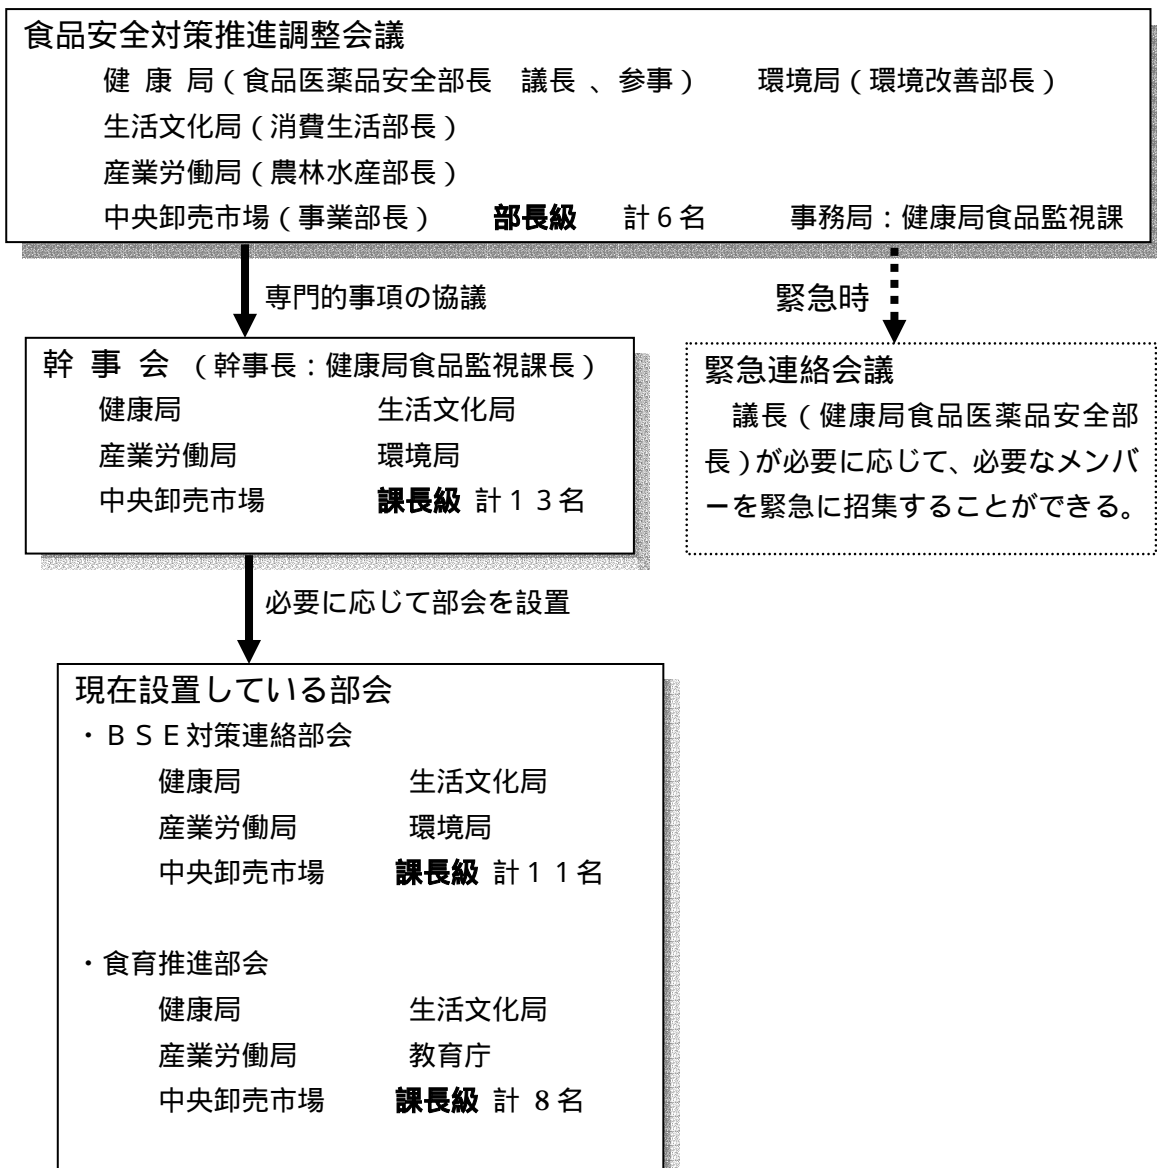 食品安全対策推進調整会議
健 康 局（食品医薬品安全部長　議長 、参事）　環境局（環境改善部長）
生活文化局（消費生活部長）
産業労働局（農林水産部長）
中央卸売市場（事業部長）　部長級　計６名　事務局：健康局食品監視課
専門的事項の協議
緊急時
幹 事 会 （幹事長：健康局食品監視課長）
健康局　生活文化局
産業労働局　環境局
中央卸売市場　課長級 計１３名
緊急連絡会議
議長（健康局食品医薬品安全部
長）が必要に応じて、必要なメンバ
ーを緊急に招集することができる。
必要に応じて部会を設置
現在設置している部会
・ＢＳＥ対策連絡部会
健康局　生活文化局
産業労働局　環境局
中央卸売市場　課長級 計１１名
・食育推進部会
健康局　生活文化局
産業労働局　教育庁
中央卸売市場　課長級 計 8名